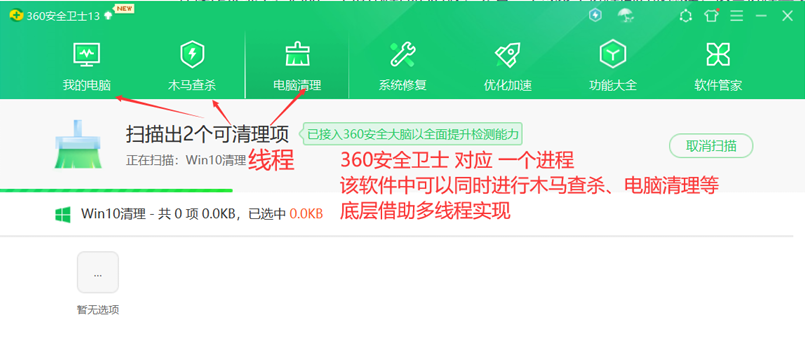 360安全卫士13
NEW
我的电脑
木马查杀
电脑清理
系统修复
优化加速
功能大全
软件管家
扫描出2个可清理项
已接入360安全大脑以全面提升检测能力
正在扫描：Win10清理
线程
取消扫描
360安全卫士 对应 一个进程
该软件中可以同时进行木马查杀、电脑清理等
底层借助多线程实现
Win10清理 - 共 0 项 0.0KB，已选中 0.0KB
...
暂无选项